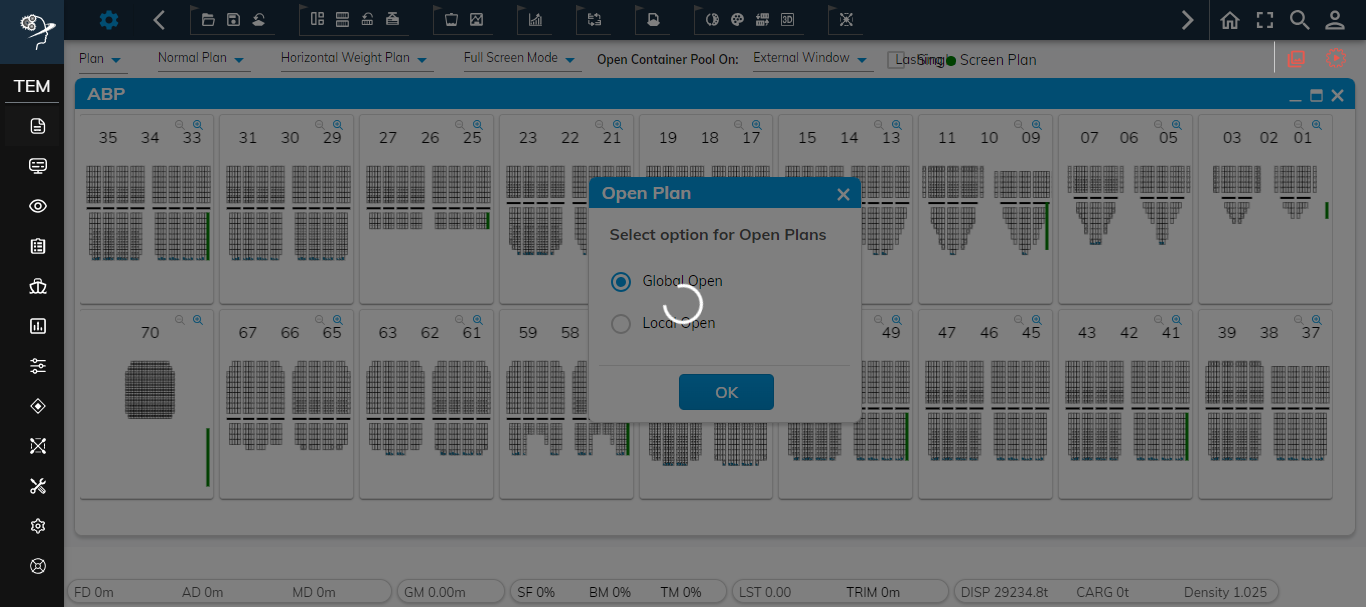 3D
Plan Normal Plan Horizontal Weight Plan Full Screen Mode Open Container Pool On: External Window Lashing Screen Plan
TEM
ABP
35 34 33 31 30 29 27 26 25 23 22 21 19 18 17 15 14 13 11 10 09 07 06 05 03 02 01
Open Plan
Select option for Open Plans
Global Open
Local Open
OK
70 67 66 65 63 62 61 59 58 49 47 46 45 43 42 41 39 38 37
FD 0m AD 0m MD 0m GM 0.00m SF 0% BM 0% TM 0% LST 0.00 TRIM 0m DISP 29234.8t CARG 0t Density 1.025